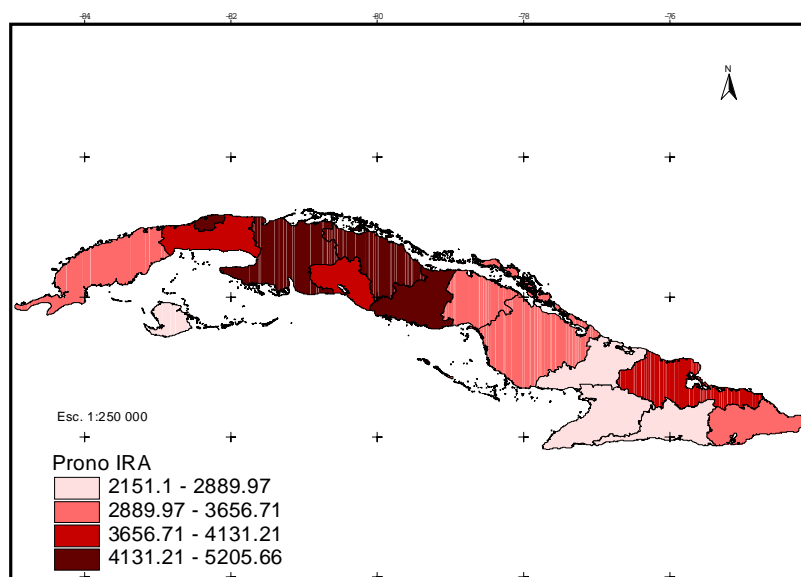 -84 -82 -80 -78 -76
N
Esc. 1:250 000
Prono IRA
2151.1 - 2889.97
2889.97 - 3656.71
3656.71 - 4131.21
4131.21 - 5205.66